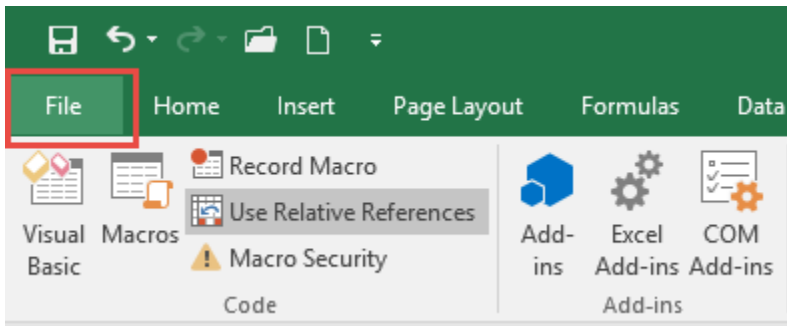 File Home Insert Page Layout Formulas Data
Record Macro
Use Relative References
Macro Security
Visual
Basic
Macros
Code
Add-
ins
Excel
Add-ins
COM
Add-ins
Add-ins